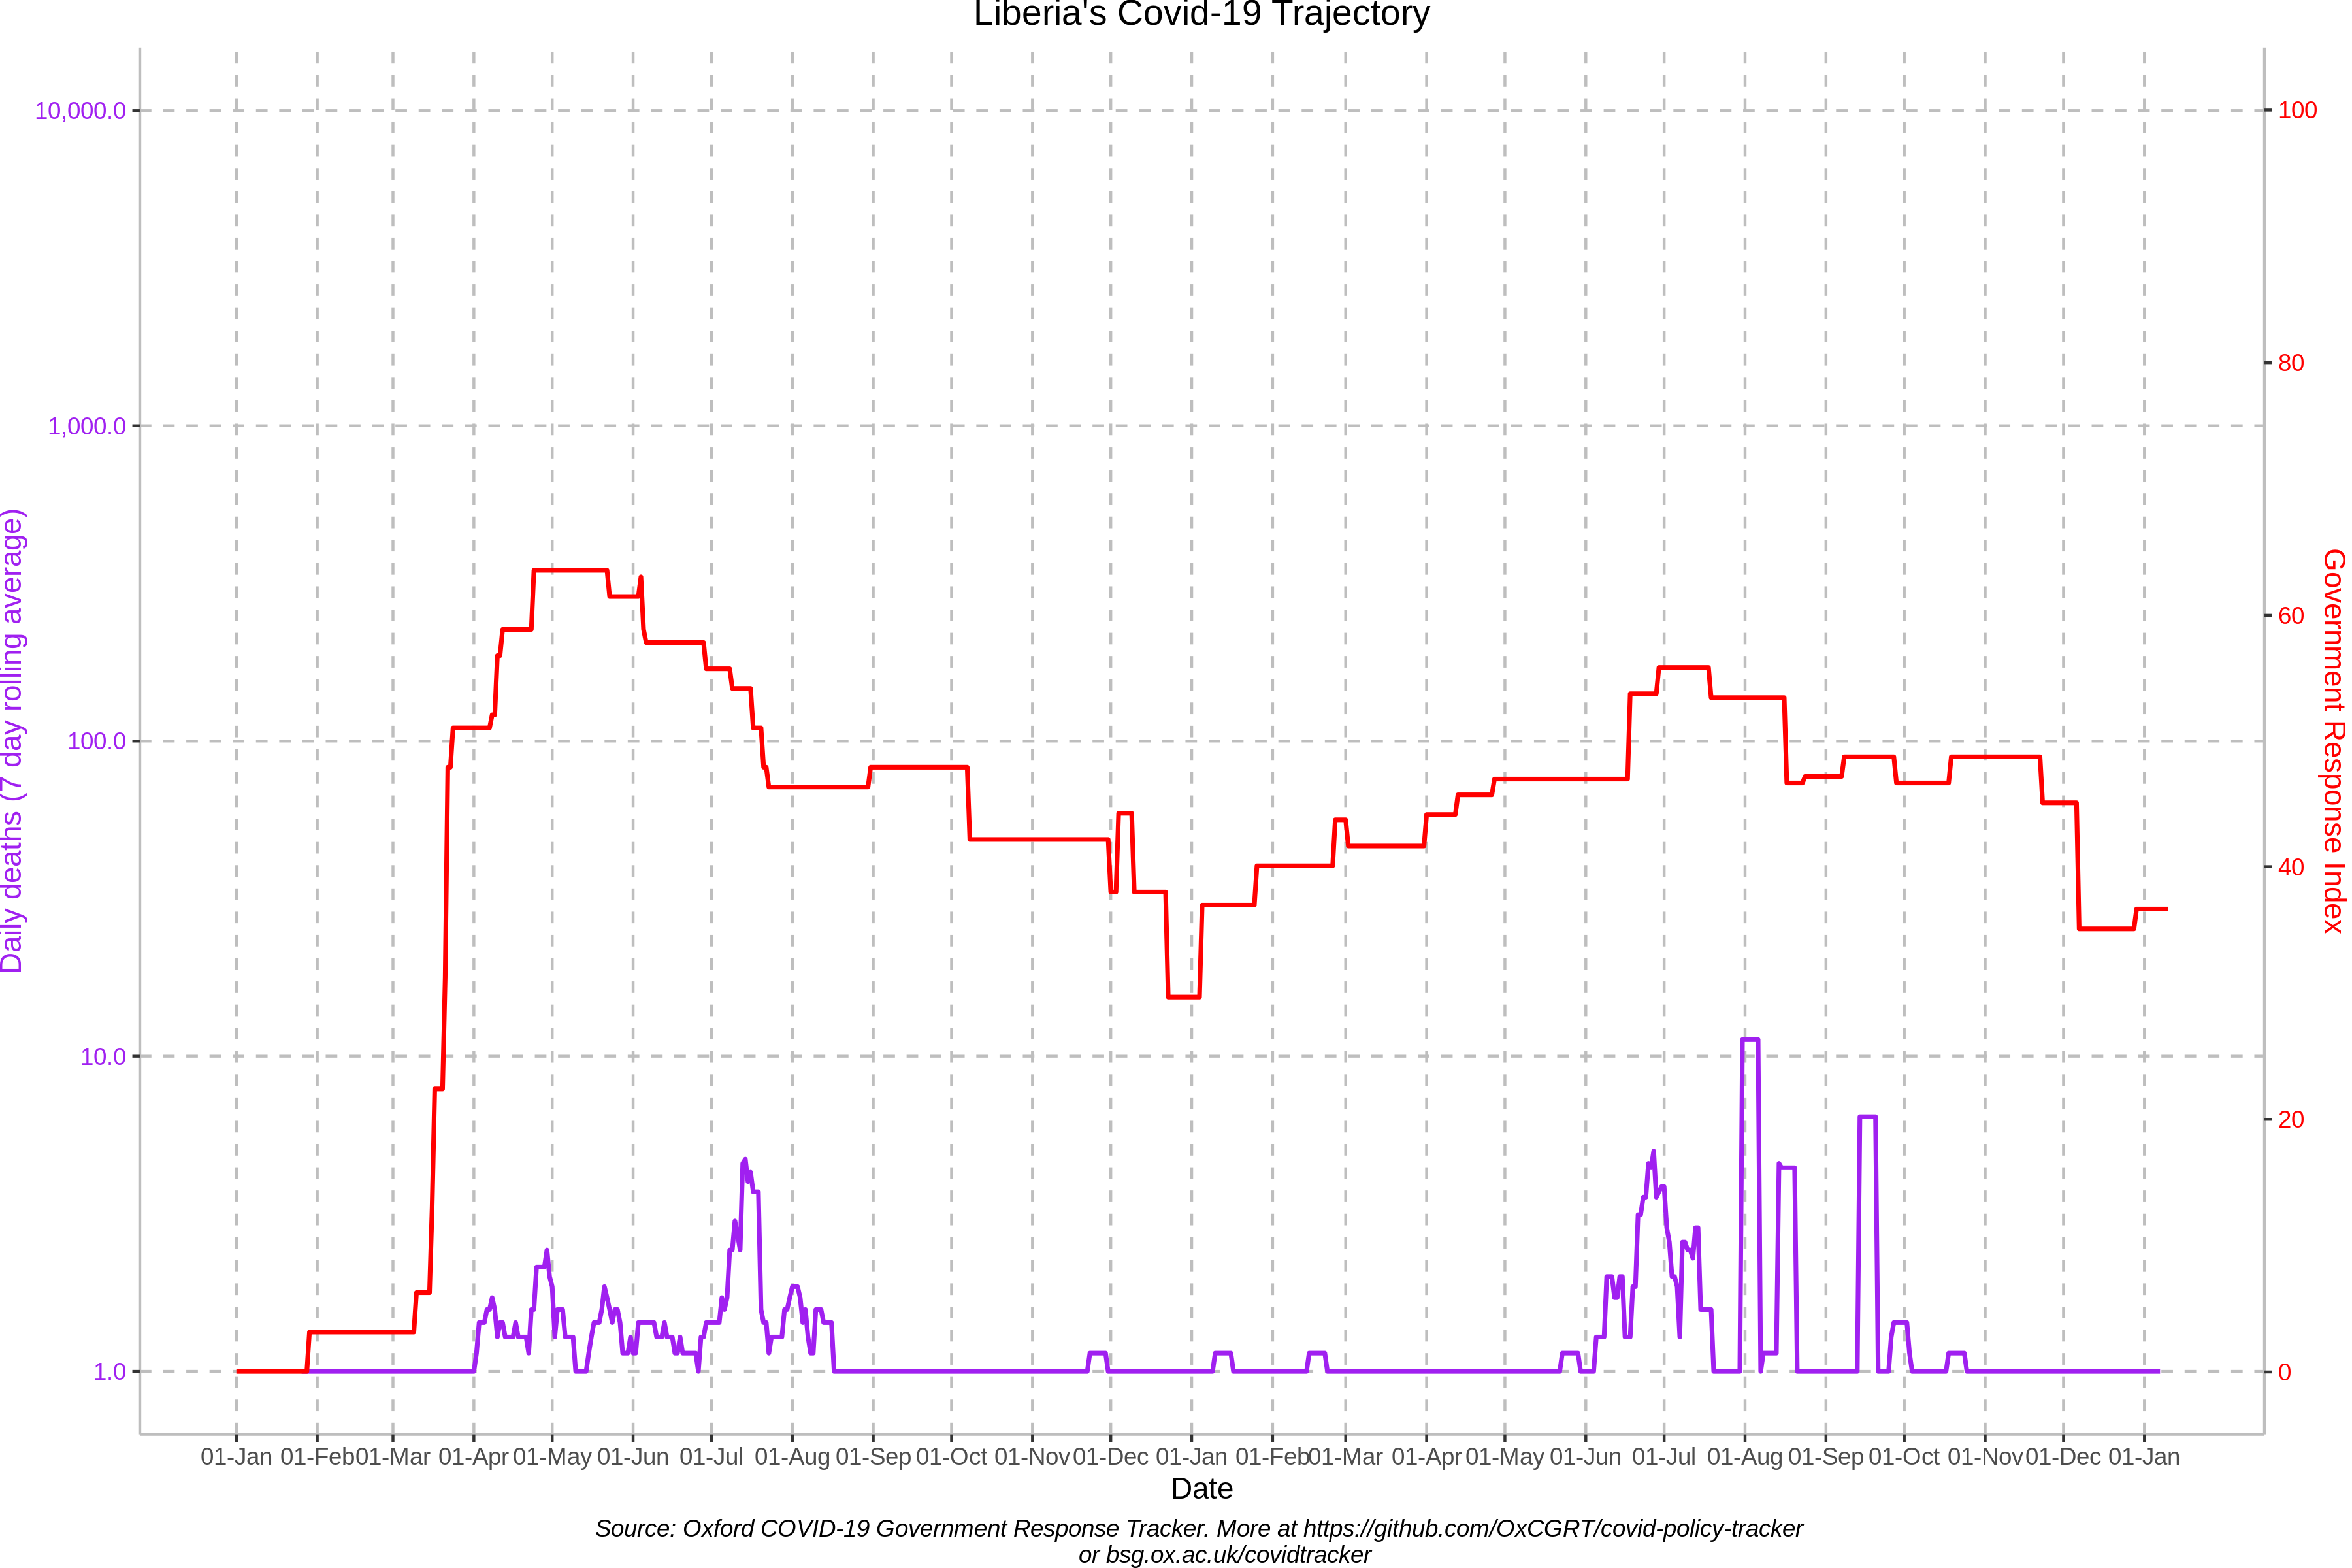 Liberia's Covid-19 Trajectory
10,000.0
1,000.0
100.0
10.0
1.0
Daily deaths (7 day rolling average)
100
80
60
40
20
0
Government Response Index
01-Jan 01-Feb 01-Mar 01-Apr 01-May 01-Jun 01-Jul 01-Aug 01-Sep 01-Oct 01-Nov 01-Dec 01-Jan 01-Feb 01-Mar 01-Apr 01-May 01-Jun 01-Jul 01-Aug 01-Sep 01-Oct 01-Nov 01-Dec 01-Jan
Date
Source: Oxford COVID-19 Government Response Tracker. More at https://github.com/OxCGRT/covid-policy-tracker
or bsg.ox.ac.uk/covidtracker